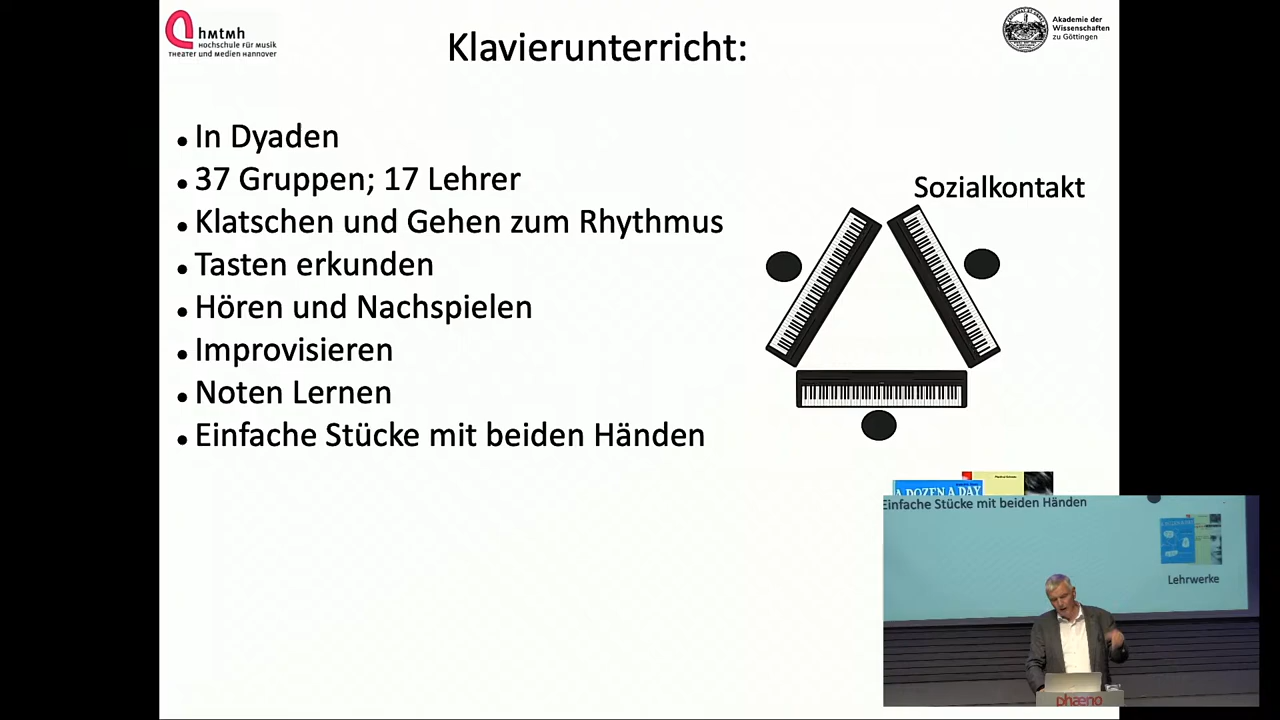 hmtmh
Hochschule für Musik
Theater und Medien Hannover
Klavierunterricht:
Akademie der
Wissenschaften
zu Göttingen
In Dyaden
37 Gruppen; 17 Lehrer
Klatschen und Gehen zum Rhythmus
Tasten erkunden
Hören und Nachspielen
Improvisieren
Noten Lernen
Einfache Stücke mit beiden Händen
Sozialkontakt
A DOZEN A DAY
Einfache Stücke mit beiden Händen
Lehrwerke
phæno